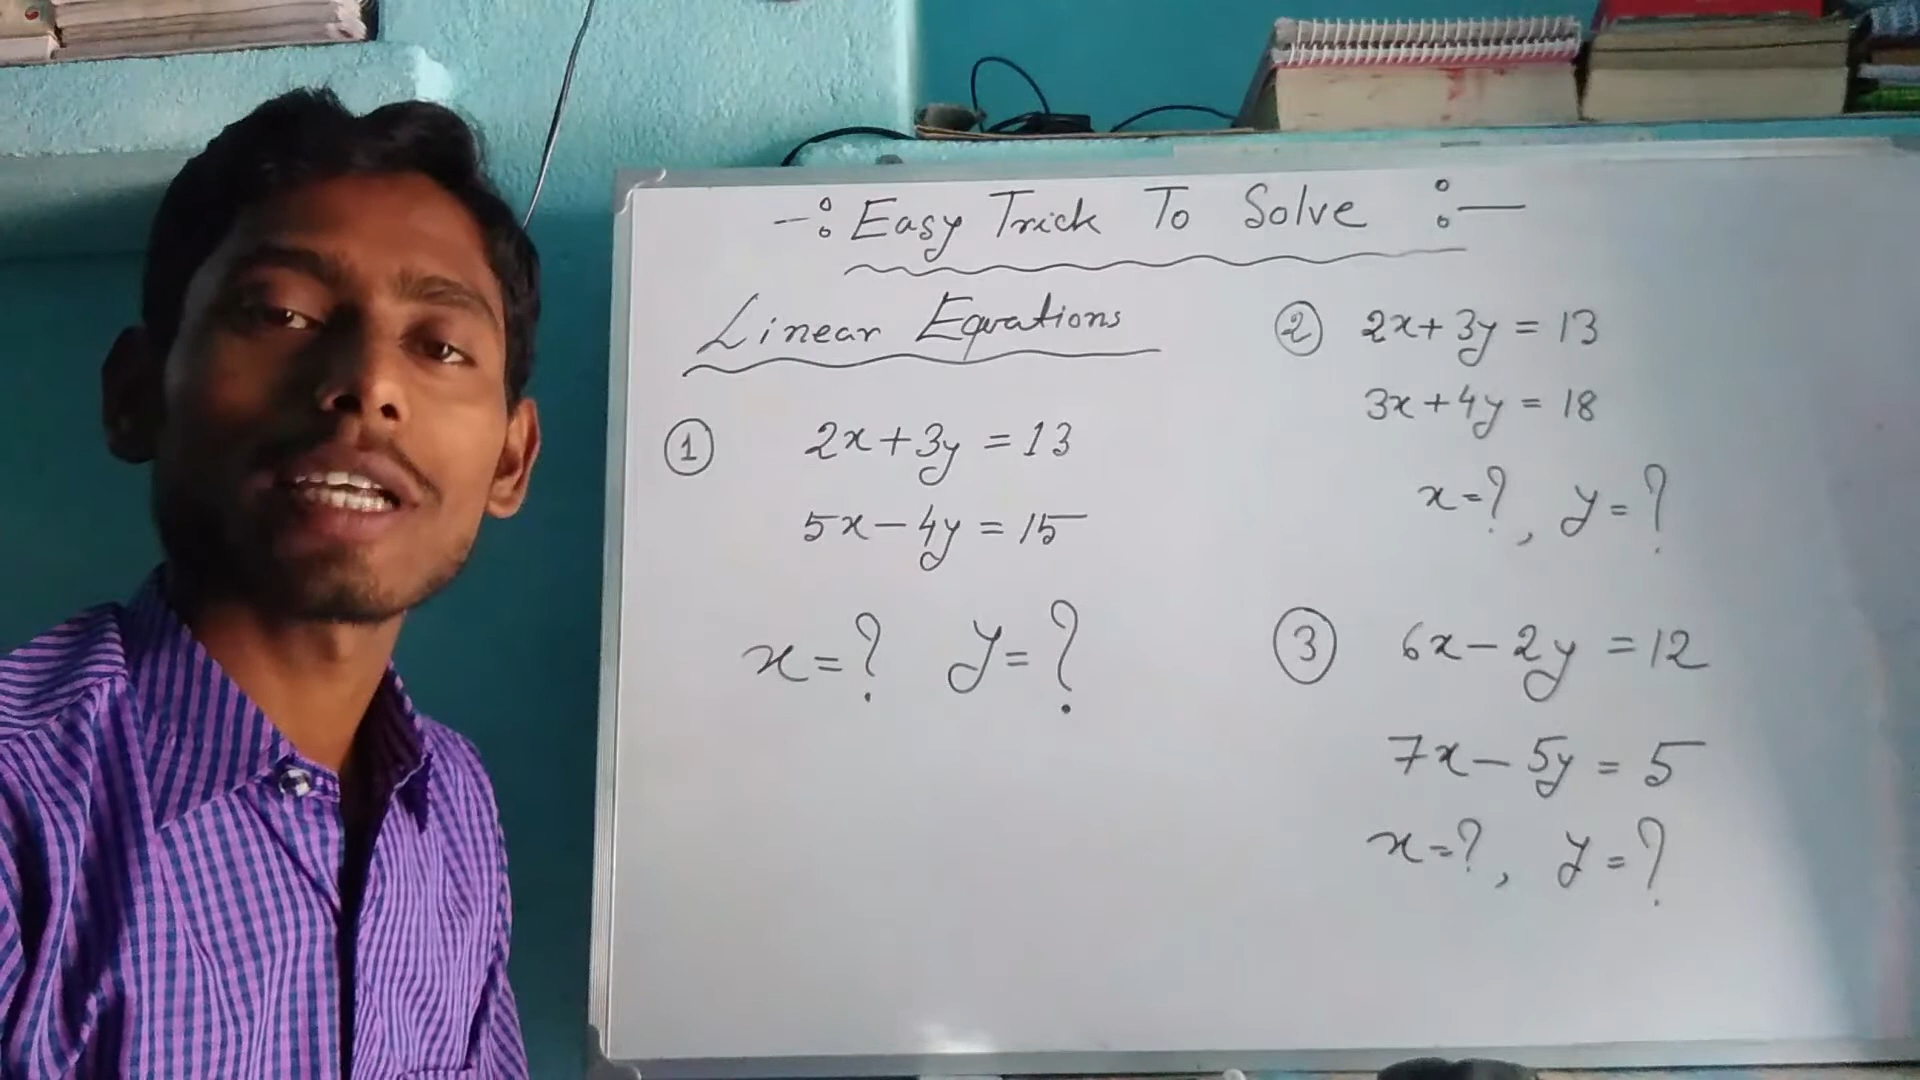 -: Easy Trick To Solve :-
Linear Equations
① 2x+3y=13
5x-4y=15
x=? y=?
② 2x+3y=13
3x+4y=18
x=?, y=?
③ 6x-2y=12
7x-5y=5
x=?, y=?